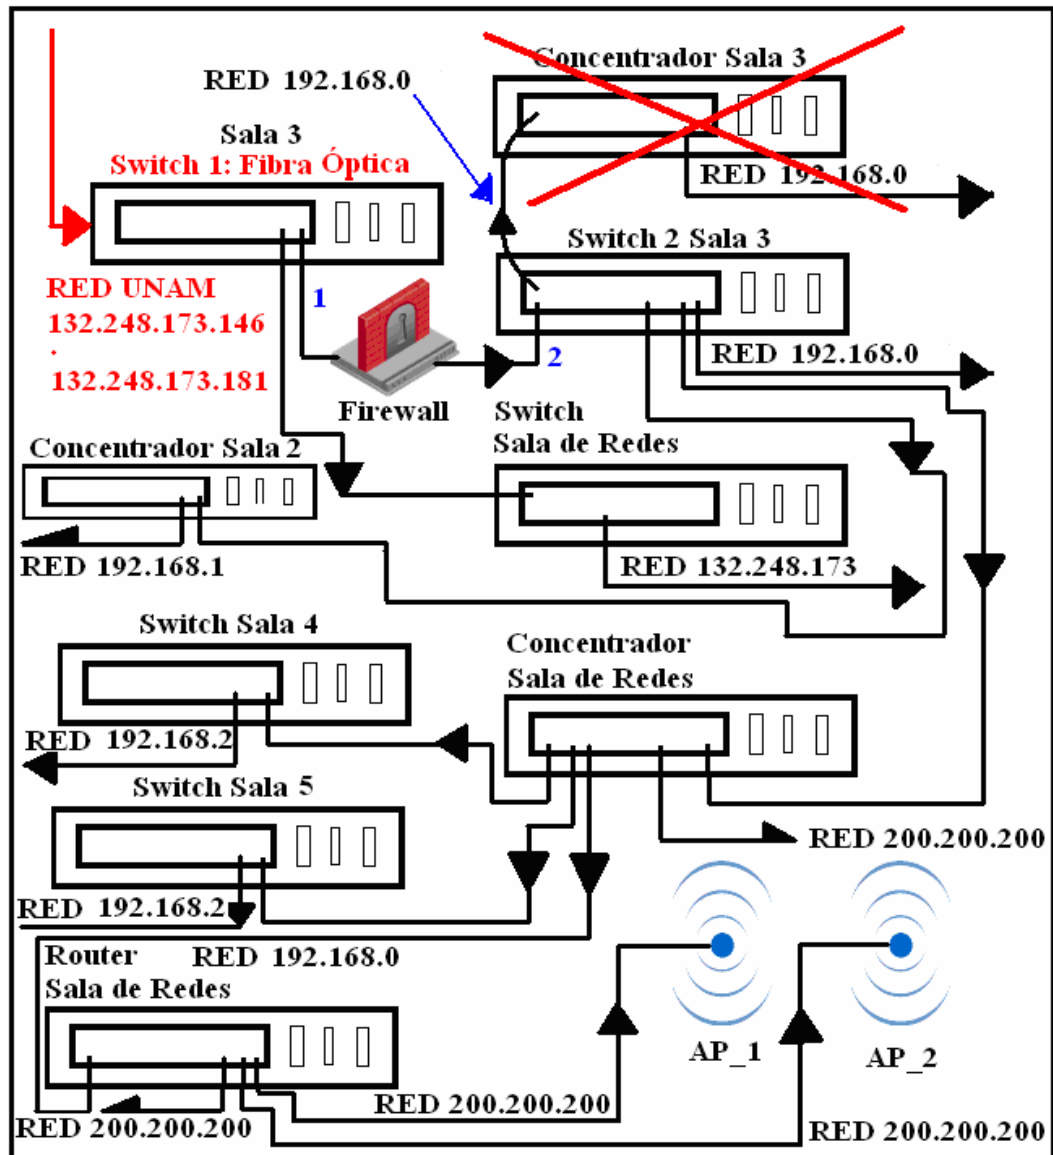 Concentrador Sala 3
RED 192.168.0
Sala 3
Switch 1: Fibra Óptica
RED 192.168.0
Switch 2 Sala 3
RED UNAM
132.248.173.146
.
132.248.173.181
1
2
RED 192.168.0
Firewall
Switch
Sala de Redes
Concentrador Sala 2
RED 192.168.1
RED 132.248.173
Switch Sala 4
Concentrador
Sala de Redes
RED 192.168.2
Switch Sala 5
RED 200.200.200
RED 192.168.2
Router
RED 192.168.0
Sala de Redes
AP_1
AP_2
RED 200.200.200
RED 200.200.200
RED 200.200.200